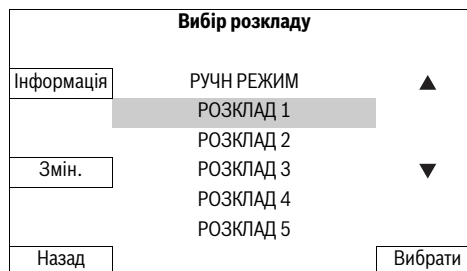 Вибір розкладу
Інформація РУЧН РЕЖИМ ▲
РОЗКЛАД 1
РОЗКЛАД 2
Змін. РОЗКЛАД 3 ▼
РОЗКЛАД 4
РОЗКЛАД 5
Назад Вибрати